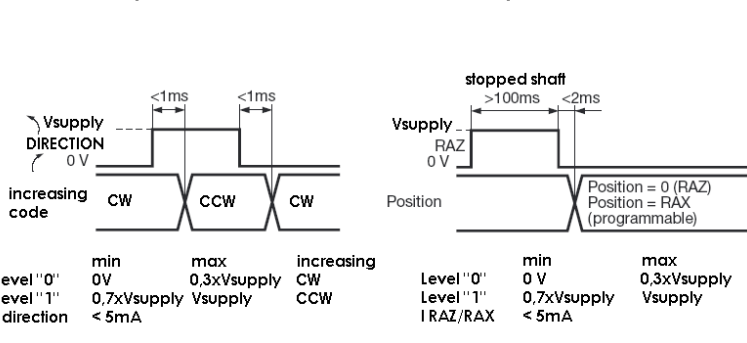 <1ms <1ms
Vsupply
DIRECTION
0 V
increasing
code
CW CCW CW
min max increasing
evel "0" 0V 0,3xVsupply CW
evel "1" 0,7xVsupply Vsupply CCW
direction < 5mA
stopped shaft
>100ms <2ms
Vsupply
RAZ
0 V
Position
Position = 0 (RAZ)
Position = RAX
(programmable)
min max
Level "0" 0 V 0,3xVsupply
Level "1" 0,7xVsupply Vsupply
I RAZ/RAX < 5mA